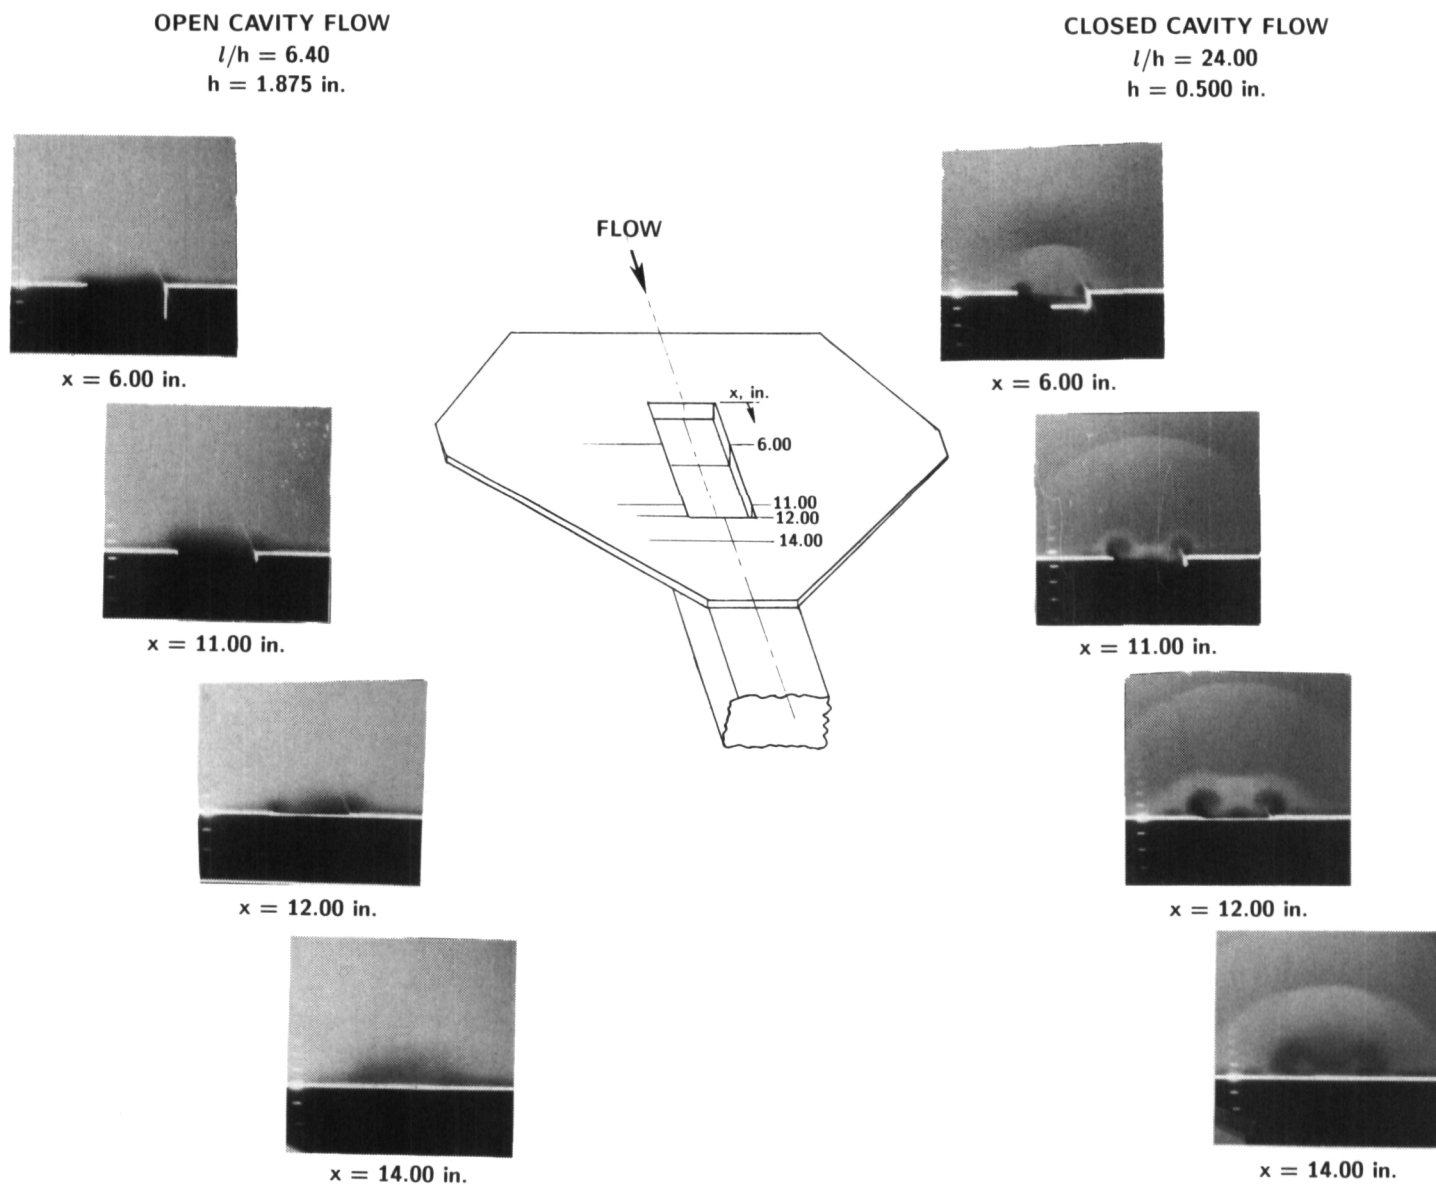 OPEN CAVITY FLOW
l/h = 6.40
h = 1.875 in.
CLOSED CAVITY FLOW
l/h = 24.00
h = 0.500 in.
x = 6.00 in.
x = 11.00 in.
x = 12.00 in.
x = 14.00 in.
FLOW
x, in.
6.00
11.00
12.00
14.00
x = 6.00 in.
x = 11.00 in.
x = 12.00 in.
x = 14.00 in.